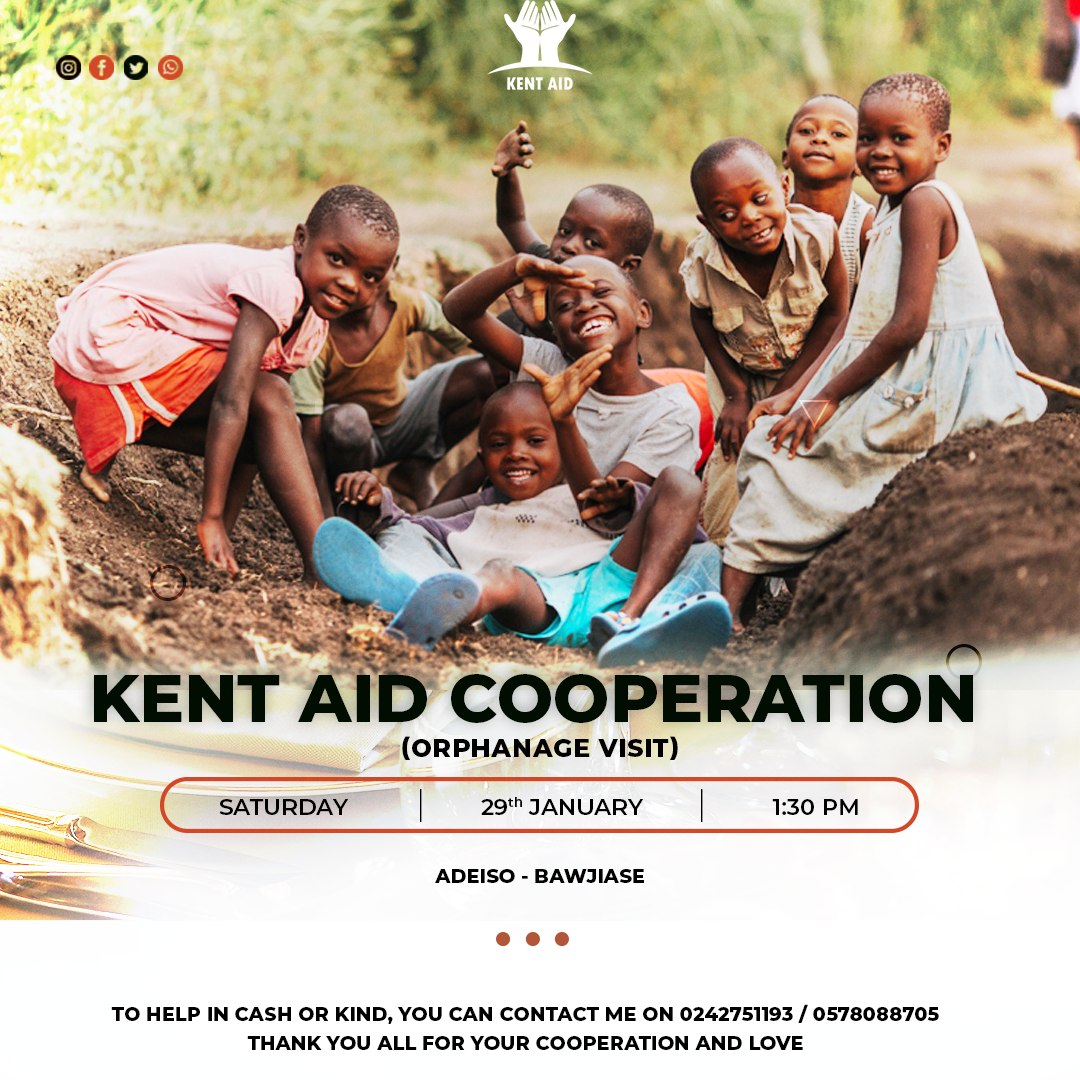 KENT AID
KENT AID COOPERATION
(ORPHANAGE VISIT)
SATURDAY | 29th JANUARY | 1:30 PM
ADEISO - BAWJIASE
TO HELP IN CASH OR KIND, YOU CAN CONTACT ME ON 0242751193 / 0578088705
THANK YOU ALL FOR YOUR COOPERATION AND LOVE